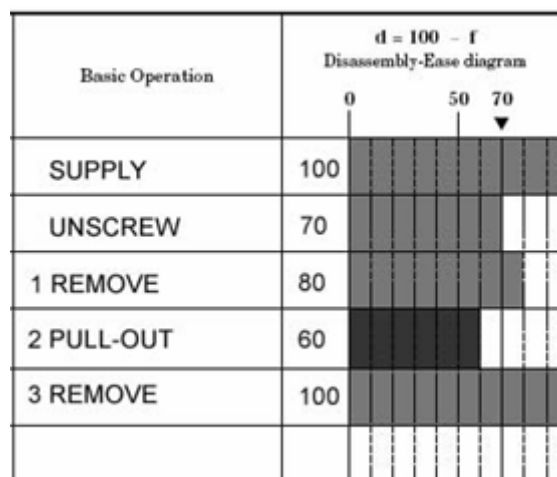 Basic Operation
d = 100 - f
Disassembly-Ease diagram
0 50 70
SUPPLY 100
UNSCREW 70
1 REMOVE 80
2 PULL-OUT 60
3 REMOVE 100